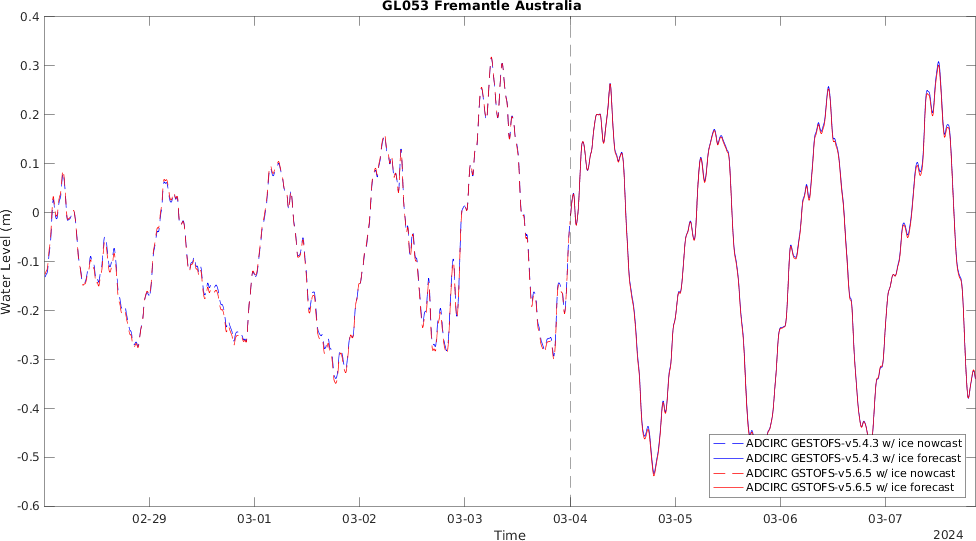 GL053 Fremantle Australia
0.4
0.3
0.2
0.1
0
-0.1
-0.2
-0.3
-0.4
-0.5
-0.6
Water Level (m)
ADCIRC GESTOFS-v5.4.3 w/ ice nowcast
ADCIRC GESTOFS-v5.4.3 w/ ice forecast
ADCIRC GSTOFS-v5.6.5 w/ ice nowcast
ADCIRC GSTOFS-v5.6.5 w/ ice forecast
02-29 03-01 03-02 03-03 03-04 03-05 03-06 03-07
Time
2024